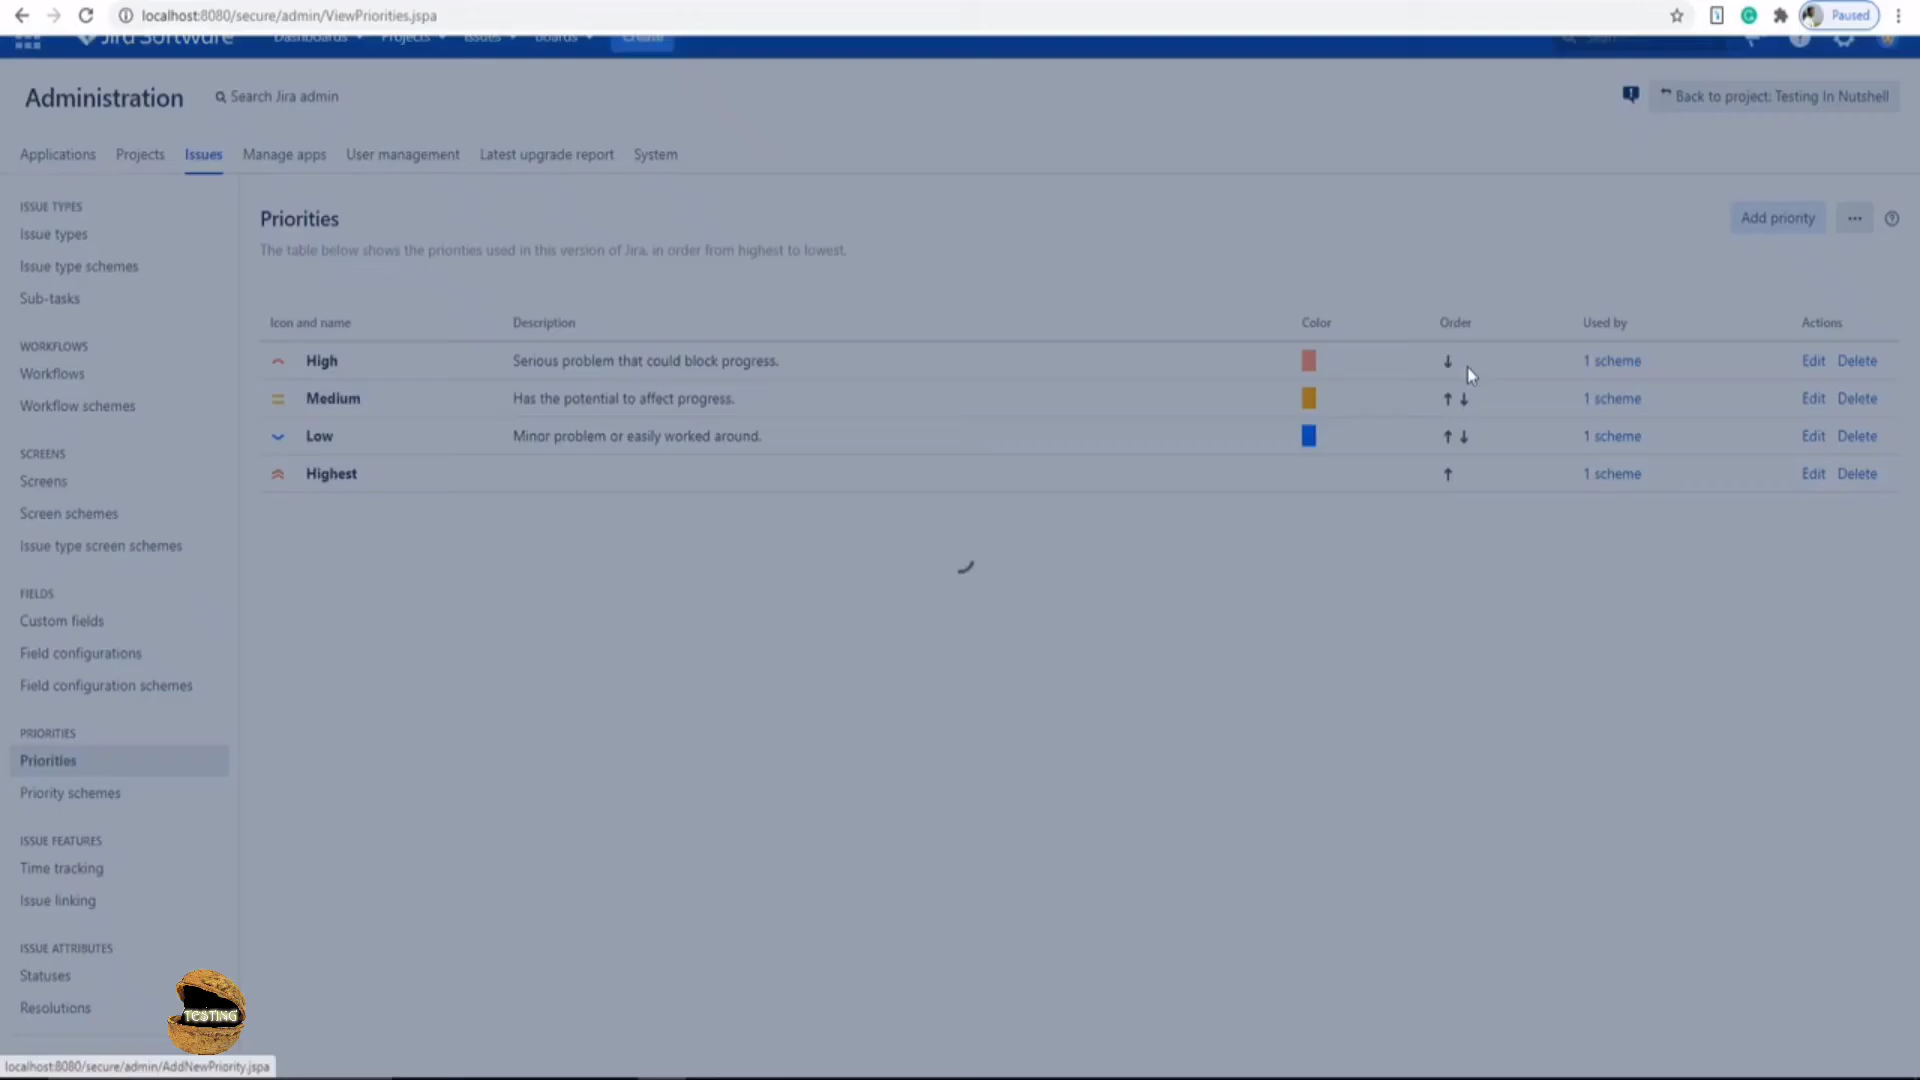 localhost:8080/secure/admin/ViewPriorities.jspa
Paused
Jira Software Dashboards Projects Issues Boards Create
Administration
Search Jira admin
Back to project: Testing In Nutshell
Applications Projects Issues Manage apps User management Latest upgrade report System
ISSUE TYPES
Issue types
Issue type schemes
Sub-tasks
WORKFLOWS
Workflows
Workflow schemes
SCREENS
Screens
Screen schemes
Issue type screen schemes
FIELDS
Custom fields
Field configurations
Field configuration schemes
PRIORITIES
Priorities
Priority schemes
ISSUE FEATURES
Time tracking
Issue linking
ISSUE ATTRIBUTES
Statuses
Resolutions
Priorities
Add priority
The table below shows the priorities used in this version of Jira, in order from highest to lowest.
Icon and name Description Color Order Used by Actions
High Serious problem that could block progress. 1 scheme Edit Delete
Medium Has the potential to affect progress. 1 scheme Edit Delete
Low Minor problem or easily worked around. 1 scheme Edit Delete
Highest 1 scheme Edit Delete
TESTING
localhost:8080/secure/admin/AddNewPriority.jspa